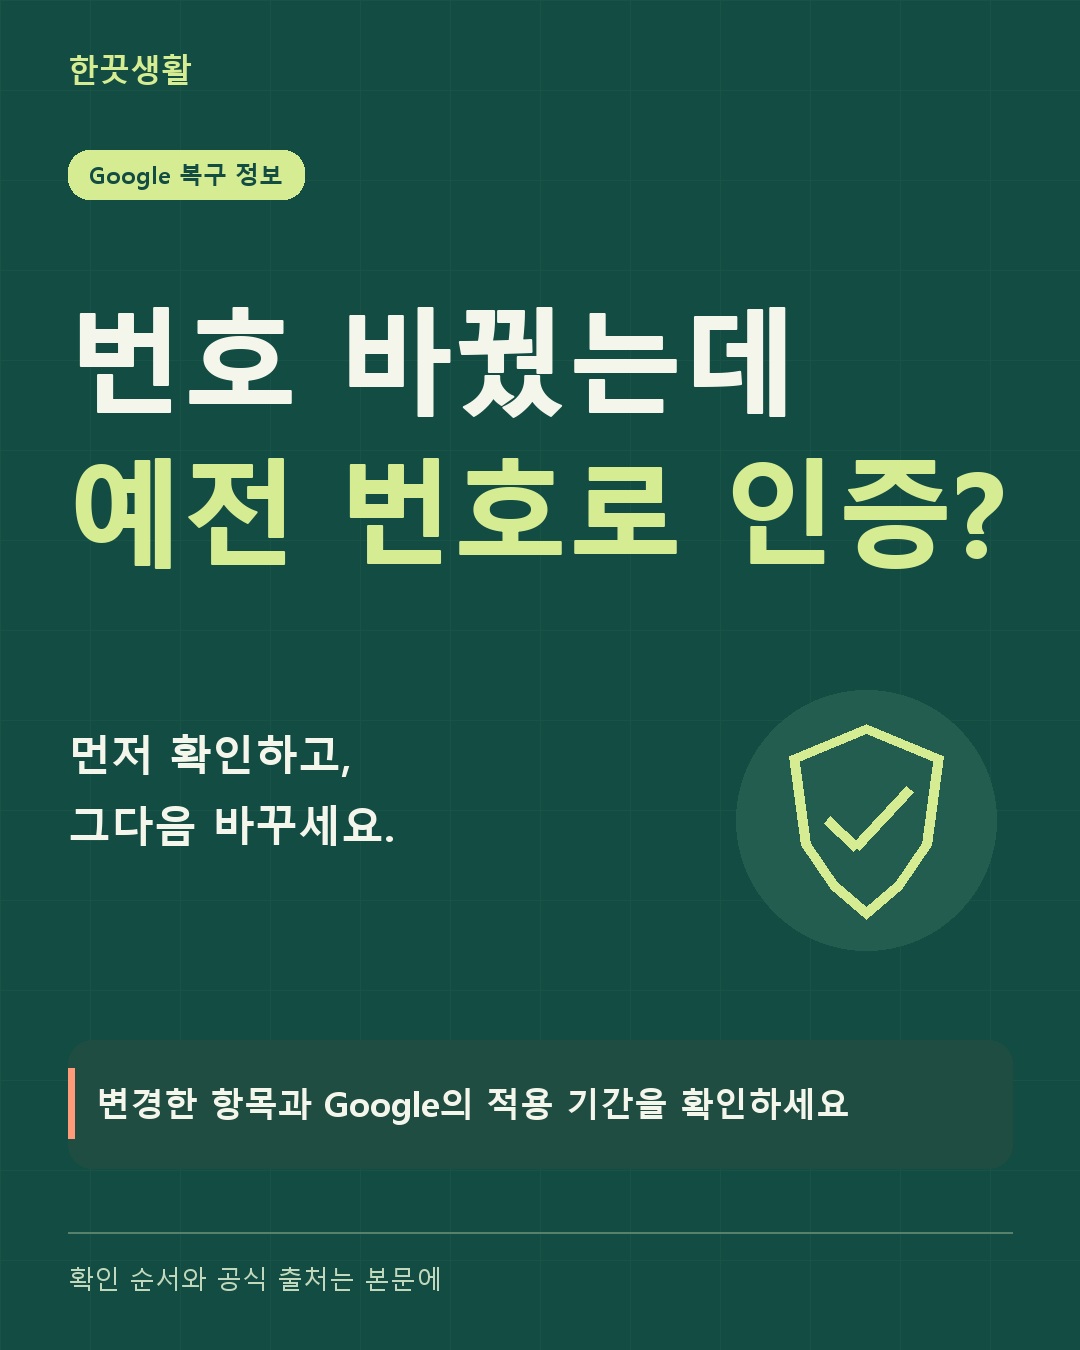 한끗생활
Google 복구 정보
번호 바꿨는데
예전 번호로 인증?
먼저 확인하고,
그다음 바꾸세요.
변경한 항목과 Google의 적용 기간을 확인하세요
확인 순서와 공식 출처는 본문에